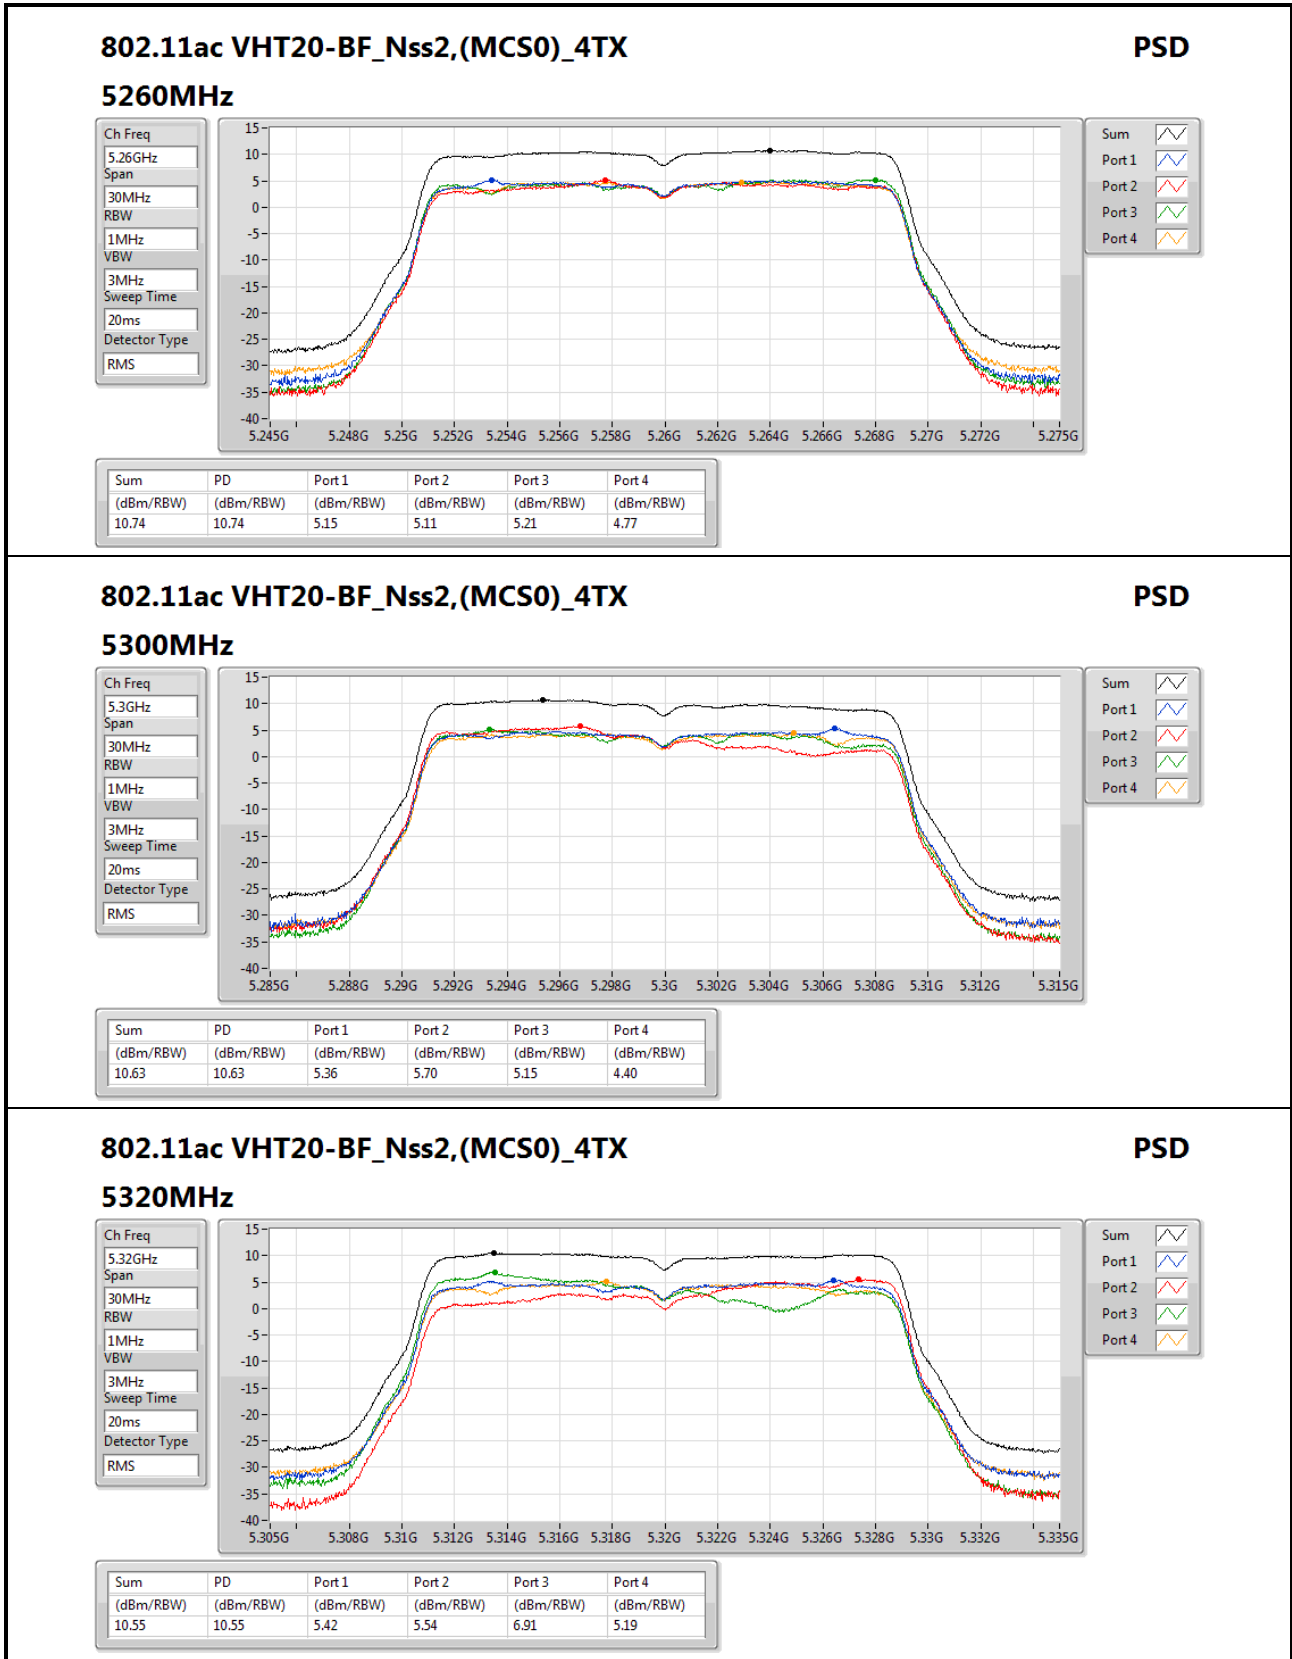 802.11ac VHT20-BF_Nss2,(MCS0)_4TX PSD
5260MHz
Ch Freq
5.26GHz
Span
30MHz
RBW
1MHz
VBW
3MHz
Sweep Time
20ms
Detector Type
RMS
15
10
5
0
-5
-10
-15
-20
-25
-30
-35
-40
5.245G 5.248G 5.25G 5.252G 5.254G 5.256G 5.258G 5.26G 5.262G 5.264G 5.266G 5.268G 5.27G 5.272G 5.275G
Sum
Port 1
Port 2
Port 3
Port 4
Sum PD Port 1 Port 2 Port 3 Port 4
(dBm/RBW) (dBm/RBW) (dBm/RBW) (dBm/RBW) (dBm/RBW) (dBm/RBW)
10.74 10.74 5.15 5.11 5.21 4.77
802.11ac VHT20-BF_Nss2,(MCS0)_4TX PSD
5300MHz
Ch Freq
5.3GHz
Span
30MHz
RBW
1MHz
VBW
3MHz
Sweep Time
20ms
Detector Type
RMS
15
10
5
0
-5
-10
-15
-20
-25
-30
-35
-40
5.285G 5.288G 5.29G 5.292G 5.294G 5.296G 5.298G 5.3G 5.302G 5.304G 5.306G 5.308G 5.31G 5.312G 5.315G
Sum
Port 1
Port 2
Port 3
Port 4
Sum PD Port 1 Port 2 Port 3 Port 4
(dBm/RBW) (dBm/RBW) (dBm/RBW) (dBm/RBW) (dBm/RBW) (dBm/RBW)
10.63 10.63 5.36 5.70 5.15 4.40
802.11ac VHT20-BF_Nss2,(MCS0)_4TX PSD
5320MHz
Ch Freq
5.32GHz
Span
30MHz
RBW
1MHz
VBW
3MHz
Sweep Time
20ms
Detector Type
RMS
15
10
5
0
-5
-10
-15
-20
-25
-30
-35
-40
5.305G 5.308G 5.31G 5.312G 5.314G 5.316G 5.318G 5.32G 5.322G 5.324G 5.326G 5.328G 5.33G 5.332G 5.335G
Sum
Port 1
Port 2
Port 3
Port 4
Sum PD Port 1 Port 2 Port 3 Port 4
(dBm/RBW) (dBm/RBW) (dBm/RBW) (dBm/RBW) (dBm/RBW) (dBm/RBW)
10.55 10.55 5.42 5.54 6.91 5.19